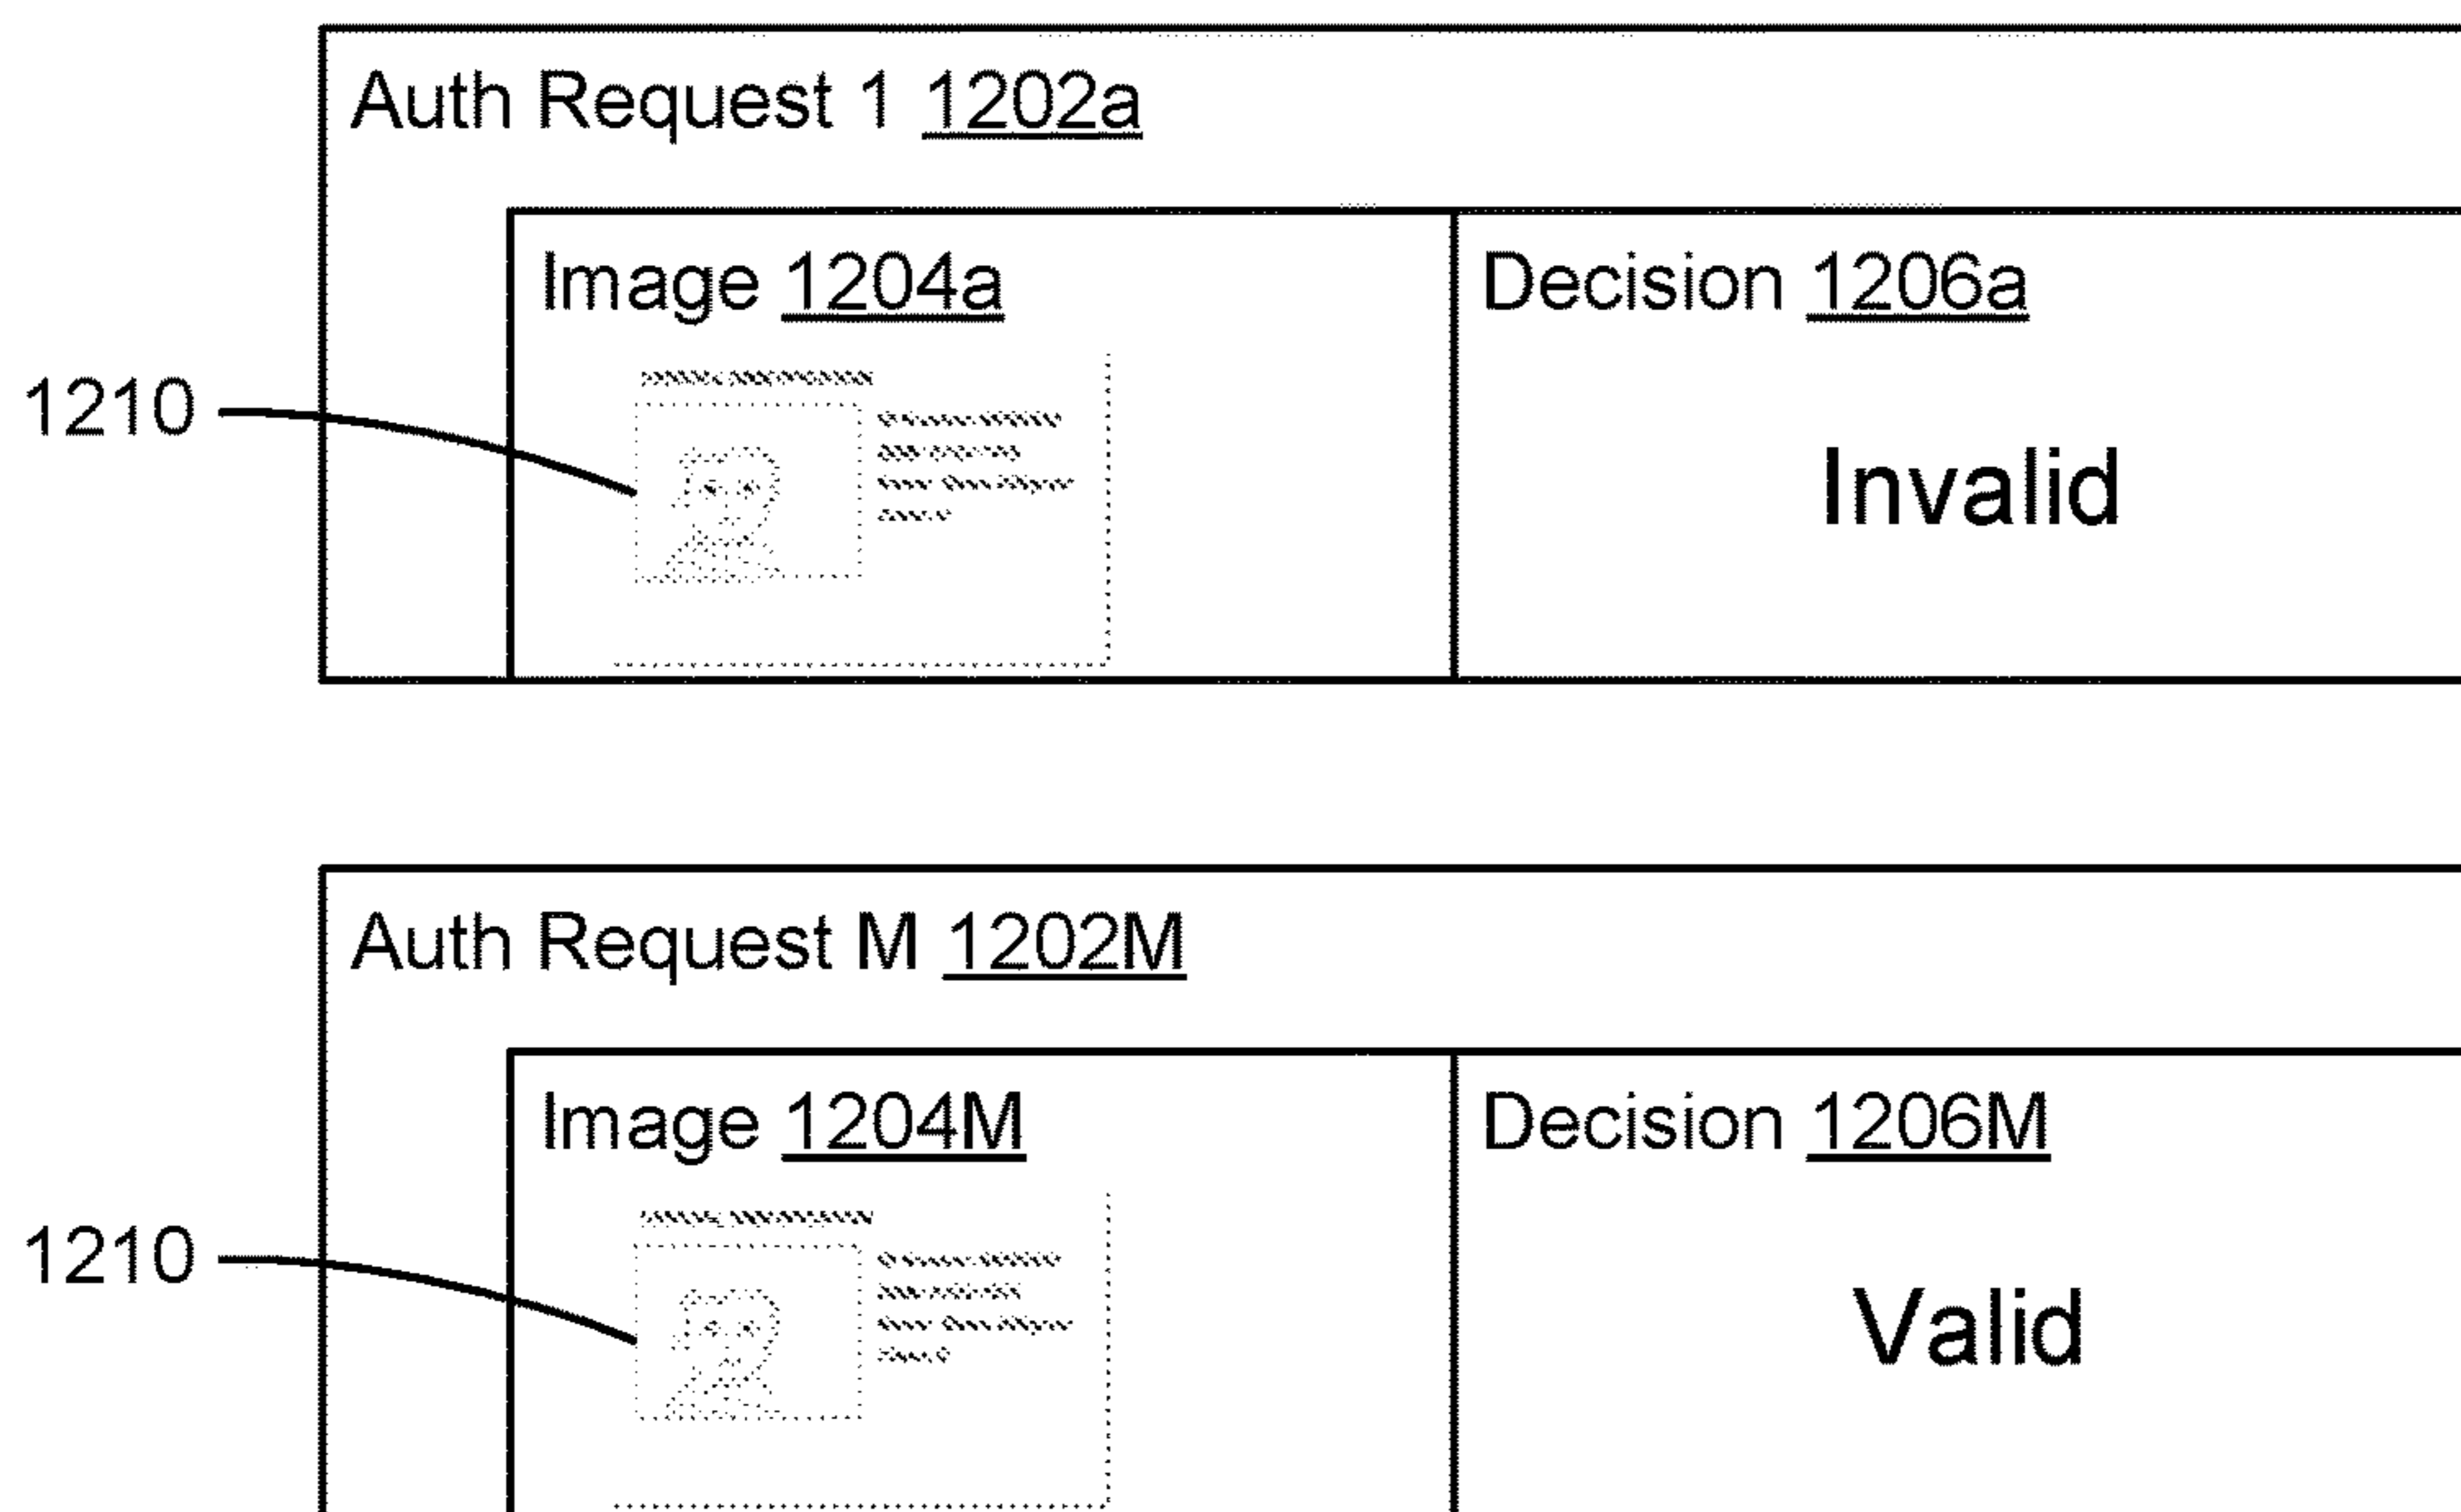 Auth Request 1 1202a
Image 1204a
Decision 1206a
1210
Invalid
Auth Request M 1202M
Image 1204M
Decision 1206M
1210
Valid